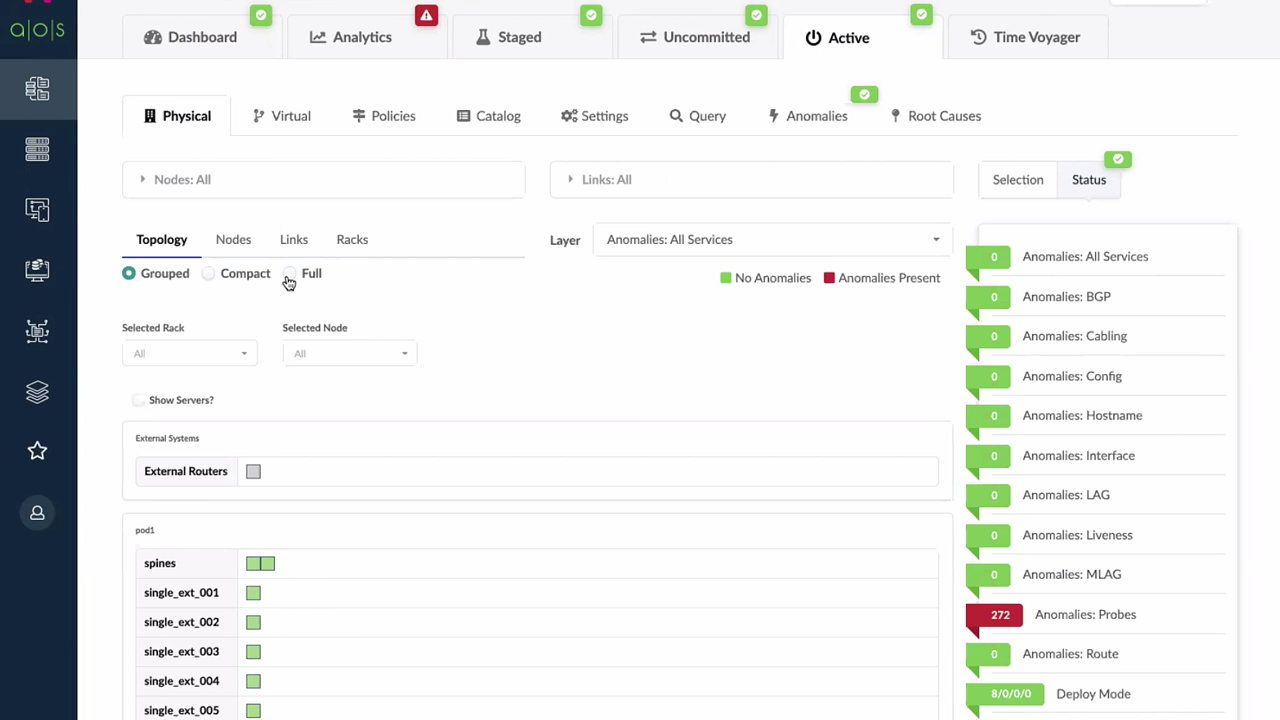 a|o|s
Dashboard
Analytics
Staged
Uncommitted
Active
Time Voyager
Physical
Virtual
Policies
Catalog
Settings
Query
Anomalies
Root Causes
Nodes: All
Links: All
Selection
Status
Topology
Nodes
Links
Racks
Layer
Anomalies: All Services
Grouped
Compact
Full
No Anomalies
Anomalies Present
Selected Rack
Selected Node
All
All
Show Servers?
External Systems
External Routers
pod1
spines
single_ext_001
single_ext_002
single_ext_003
single_ext_004
single_ext_005
0 Anomalies: All Services
0 Anomalies: BGP
0 Anomalies: Cabling
0 Anomalies: Config
0 Anomalies: Hostname
0 Anomalies: Interface
0 Anomalies: LAG
0 Anomalies: Liveness
0 Anomalies: MLAG
272 Anomalies: Probes
0 Anomalies: Route
8/0/0/0 Deploy Mode